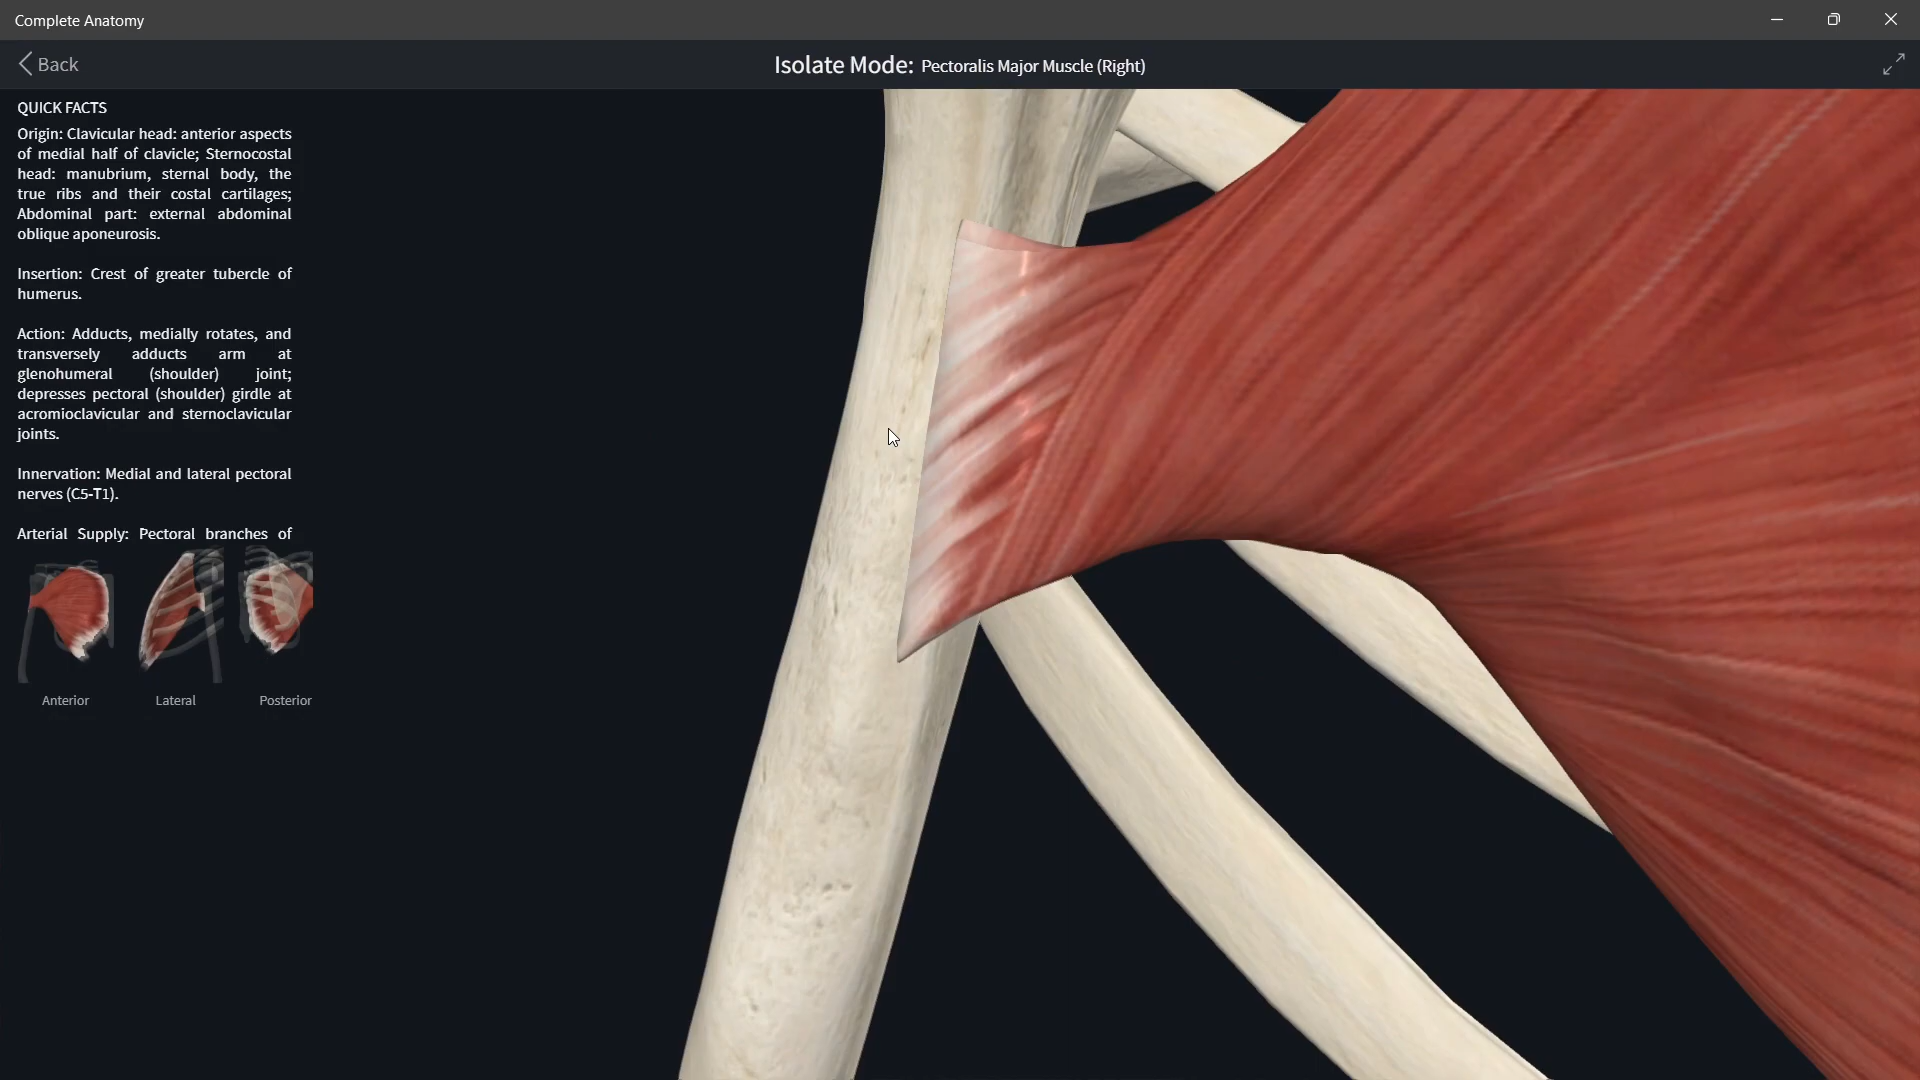 Complete Anatomy
Back
Isolate Mode: Pectoralis Major Muscle (Right)
QUICK FACTS
Origin: Clavicular head: anterior aspects
of medial half of clavicle; Sternocostal
head: manubrium, sternal body, the
true ribs and their costal cartilages;
Abdominal part: external abdominal
oblique aponeurosis.
Insertion: Crest of greater tubercle of
humerus.
Action: Adducts, medially rotates, and
transversely adducts arm at
glenohumeral (shoulder) joint;
depresses pectoral (shoulder) girdle at
acromioclavicular and sternoclavicular
joints.
Innervation: Medial and lateral pectoral
nerves (C5-T1).
Arterial Supply: Pectoral branches of
Anterior Lateral Posterior